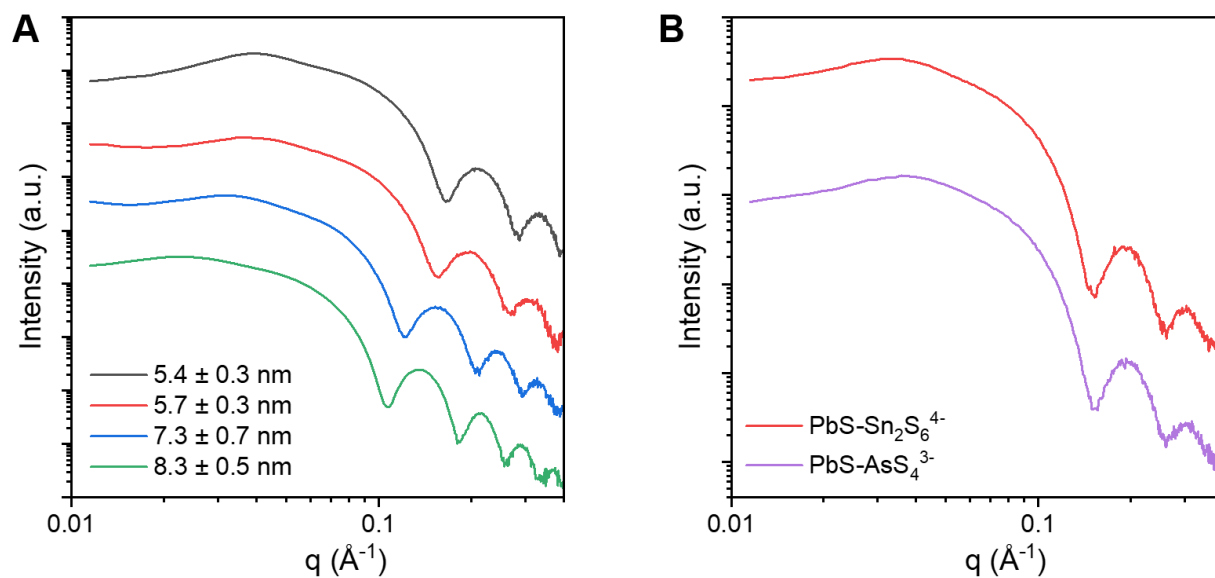 A
Intensity (a.u.)
5.4 ± 0.3 nm
5.7 ± 0.3 nm
7.3 ± 0.7 nm
8.3 ± 0.5 nm
0.01
0.1
q (Å⁻¹)
B
Intensity (a.u.)
PbS-Sn₂S₆⁴⁻
PbS-AsS₄³⁻
0.01
0.1
q (Å⁻¹)